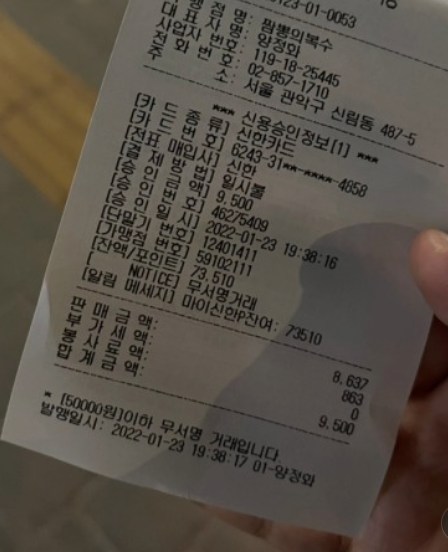 0123-01-0053
맹점명: 짬뽕의복수
대표자명: 양정화
사업자 번호: 119-18-25445
전화 번호: 02-857-1710
주 소: 서울 관악구 신림동 487-5
*** 신용승인정보[1] ***
[카 드 종 류] 신한카드
[카 드 번 호] 6243-31**-****-4858
[전표 매입사] 신한
[결 제 방 법] 일시불
[승 인 금 액] 9,500
[승 인 번 호] 46275409
[승 인 일 시] 2022-01-23 19:38:16
[단말기 번호] 12401411
[가맹점 번호] 59102111
[잔액/포인트] 73,510
[ NOTICE] 무서명거래
[알림 메세지] 마이신한P잔여: 73510
판 매 금 액: 8,637
부 가 세 액: 863
봉 사 료 액: 0
합 계 금 액: 9,500
* [50000원]이하 무서명 거래입니다.
발행일시: 2022-01-23 19:38:17 01-양정화